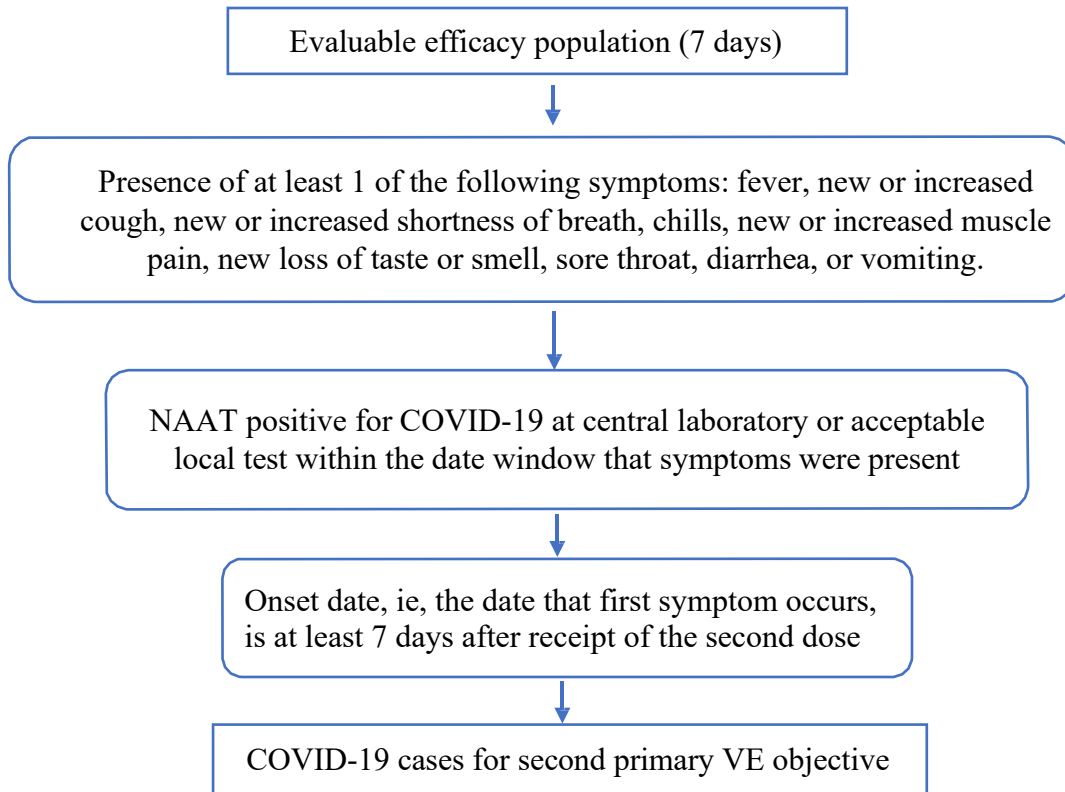 Evaluable efficacy population (7 days)
Presence of at least 1 of the following symptoms: fever, new or increased
cough, new or increased shortness of breath, chills, new or increased muscle
pain, new loss of taste or smell, sore throat, diarrhea, or vomiting.
NAAT positive for COVID-19 at central laboratory or acceptable
local test within the date window that symptoms were present
Onset date, ie, the date that first symptom occurs,
is at least 7 days after receipt of the second dose
COVID-19 cases for second primary VE objective